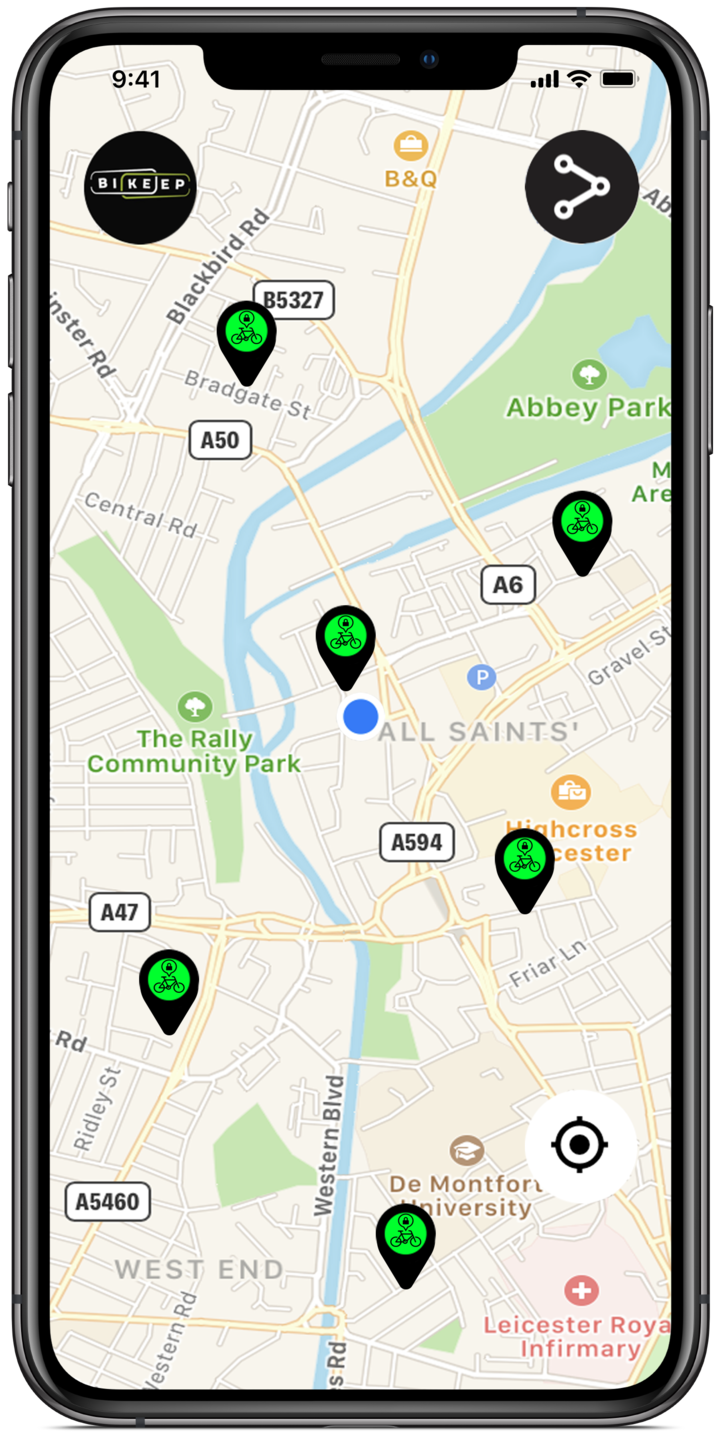 9:41
BIKEEP
B&Q
Ab
Blackbird Rd
B5327
inster Rd
Bradgate St
Abbey Park
A50
M
Are
Central Rd
A6
Gravel St
P
ALL SAINTS'
The Rally
Community Park
A594
Highcross
cester
A47
Friar Ln
Rd
Ridley St
Western Blvd
De Montfort
University
A5460
WEST END
Leicester Roya
Infirmary
Western Rd
s Rd